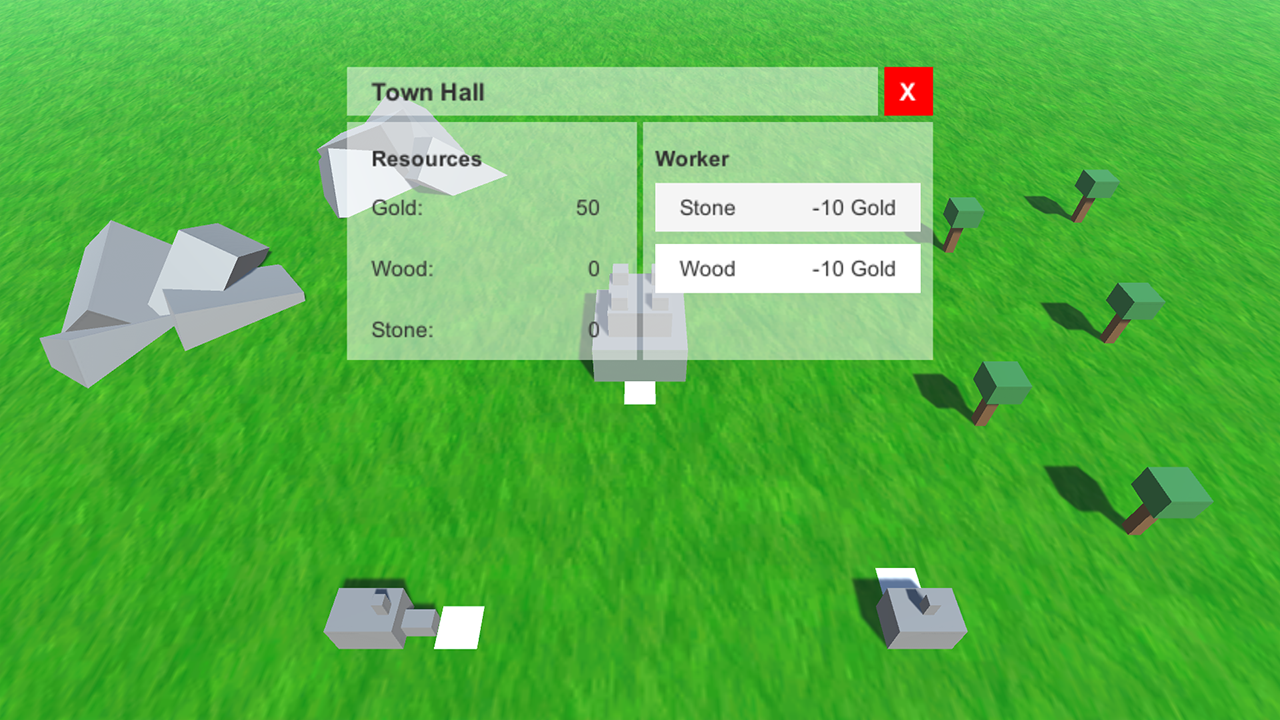 Town Hall X
Resources
Gold: 50
Wood: 0
Stone: 0
Worker
Stone -10 Gold
Wood -10 Gold